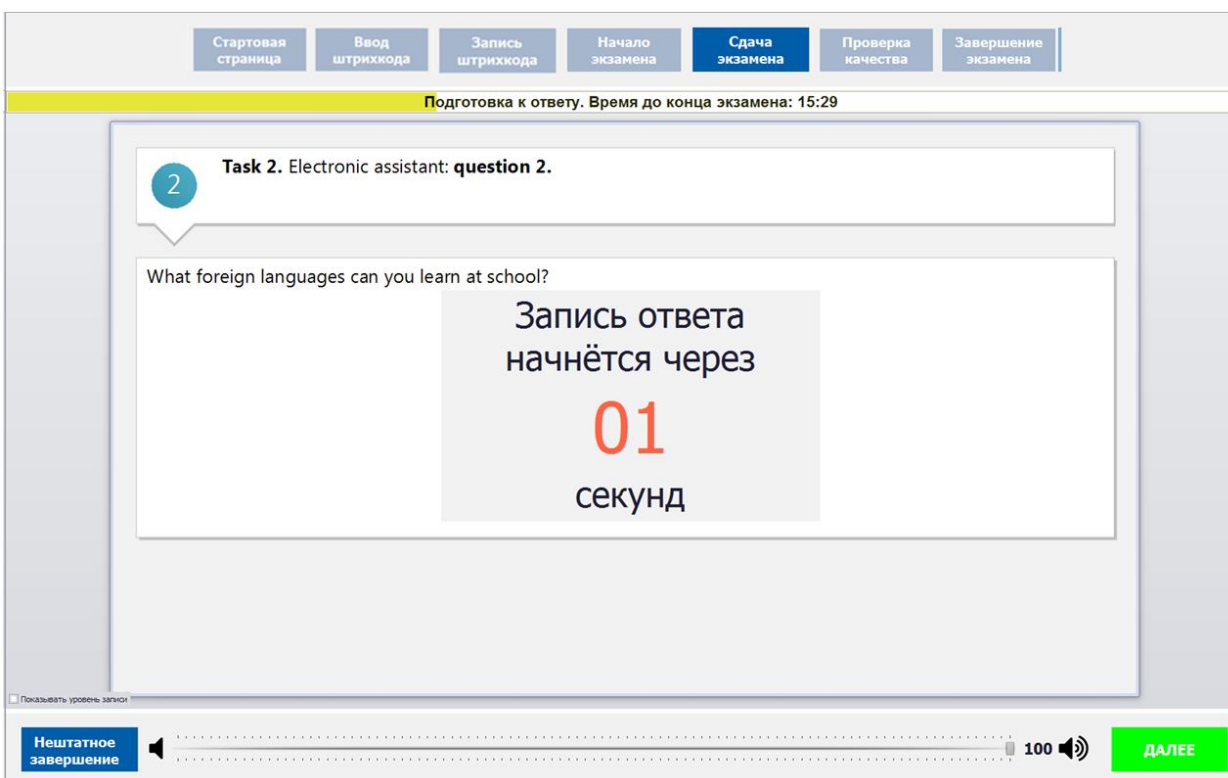 Стартовая
страница
Ввод
штрихкода
Запись
штрихкода
Начало
экзамена
Сдача
экзамена
Проверка
качества
Завершение
экзамена
Подготовка к ответу. Время до конца экзамена: 15:29
2
Task 2. Electronic assistant: question 2.
What foreign languages can you learn at school?
Запись ответа
начнётся через
01
секунд
Показывать уровень записи
Нештатное
завершение
100
ДАЛЕЕ